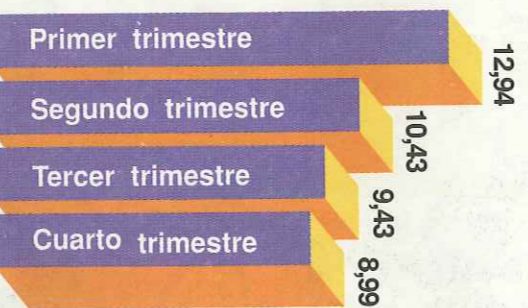 Primer trimestre
12,94
Segundo trimestre
10,43
Tercer trimestre
9,43
Cuarto trimestre
8,99